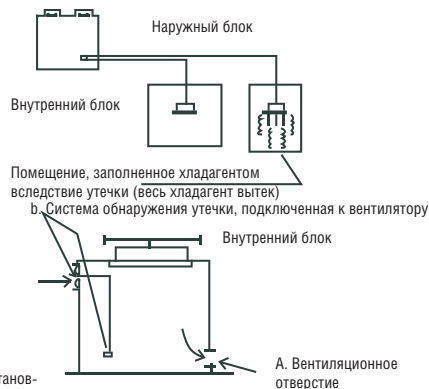 Наружный блок
Внутренний блок
Помещение, заполненное хладагентом
вследствие утечки (весь хладагент вытек)
b. Система обнаружения утечки, подключенная к вентилятору
Внутренний блок
А. Вентиляционное
отверстие
танов-